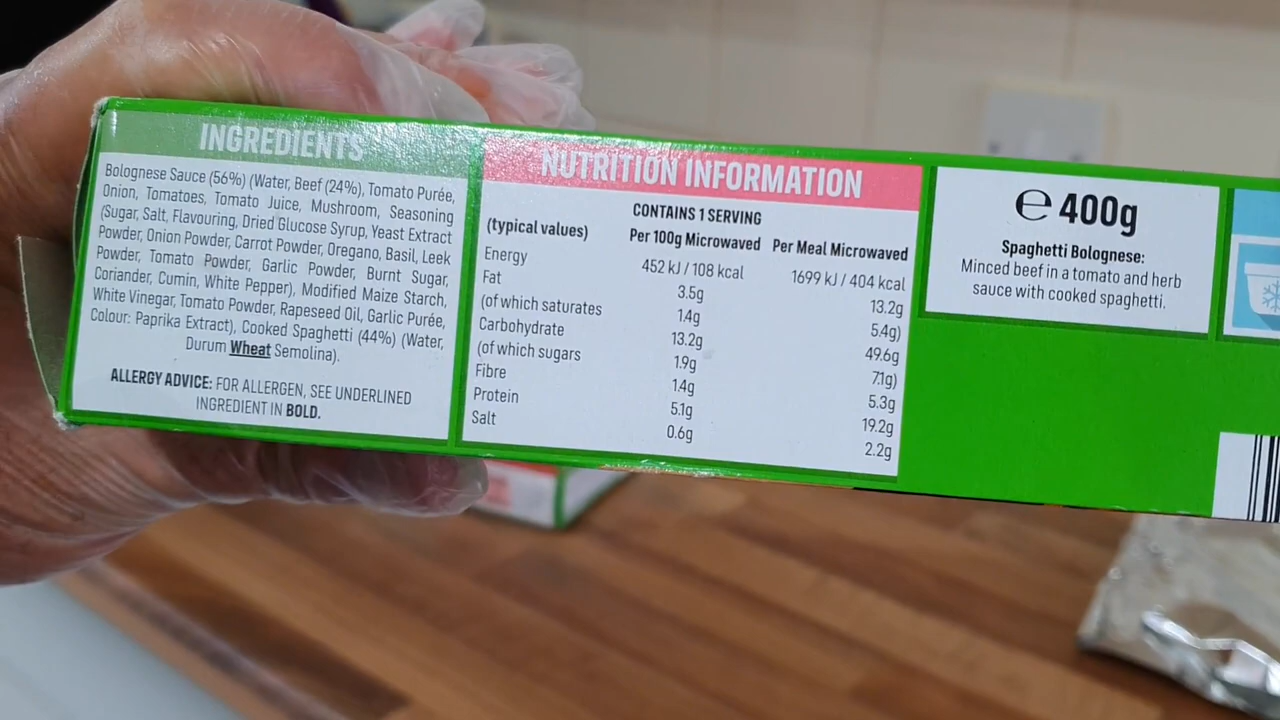 INGREDIENTS
Bolognese Sauce (56%) (Water, Beef (24%), Tomato Purée,
Onion, Tomatoes, Tomato Juice, Mushroom, Seasoning
(Sugar, Salt, Flavouring, Dried Glucose Syrup, Yeast Extract
Powder, Onion Powder, Carrot Powder, Oregano, Basil, Leek
Powder, Tomato Powder, Garlic Powder, Burnt Sugar,
Coriander, Cumin, White Pepper), Modified Maize Starch,
White Vinegar, Tomato Powder, Rapeseed Oil, Garlic Purée,
Colour: Paprika Extract), Cooked Spaghetti (44%) (Water,
Durum Wheat Semolina).
ALLERGY ADVICE: FOR ALLERGEN, SEE UNDERLINED
INGREDIENT IN BOLD.
NUTRITION INFORMATION
CONTAINS 1 SERVING
(typical values) Per 100g Microwaved Per Meal Microwaved
Energy 452 kJ / 108 kcal 1699 kJ / 404 kcal
Fat 3.5g 13.2g
(of which saturates 1.4g 5.4g)
Carbohydrate 13.2g 49.6g
(of which sugars 1.9g 7.1g)
Fibre 1.4g 5.3g
Protein 5.1g 19.2g
Salt 0.6g 2.2g
℮ 400g
Spaghetti Bolognese:
Minced beef in a tomato and herb
sauce with cooked spaghetti.